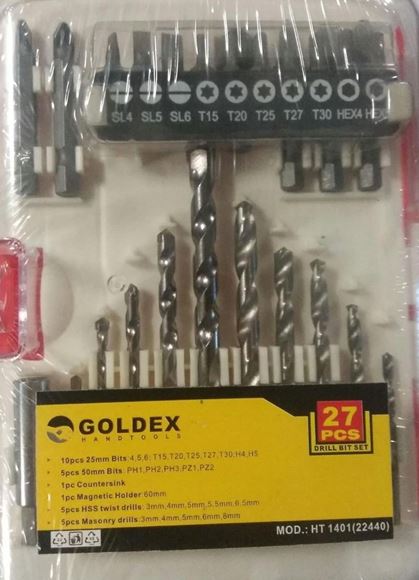 SL4 SL5 SL6 T15 T20 T25 T27 T30 HEX4
GOLDEX
HANDTOOLS
27
PCS
DRILL BIT SET
10pcs 25mm Bits:4,5,6; T15,T20,T25,T27,T30;H4,H5
5pcs 50mm Bits: PH1,PH2,PH3,PZ1,PZ2
1pc Countersink
1pc Magnetic Holder 60mm
5pcs HSS twist drills: 3mm,4mm,5mm,5.5mm,6.5mm
5pcs Masonry drills:3mm,4mm,5mm,6mm,8mm
MOD.: HT 1401(22440)